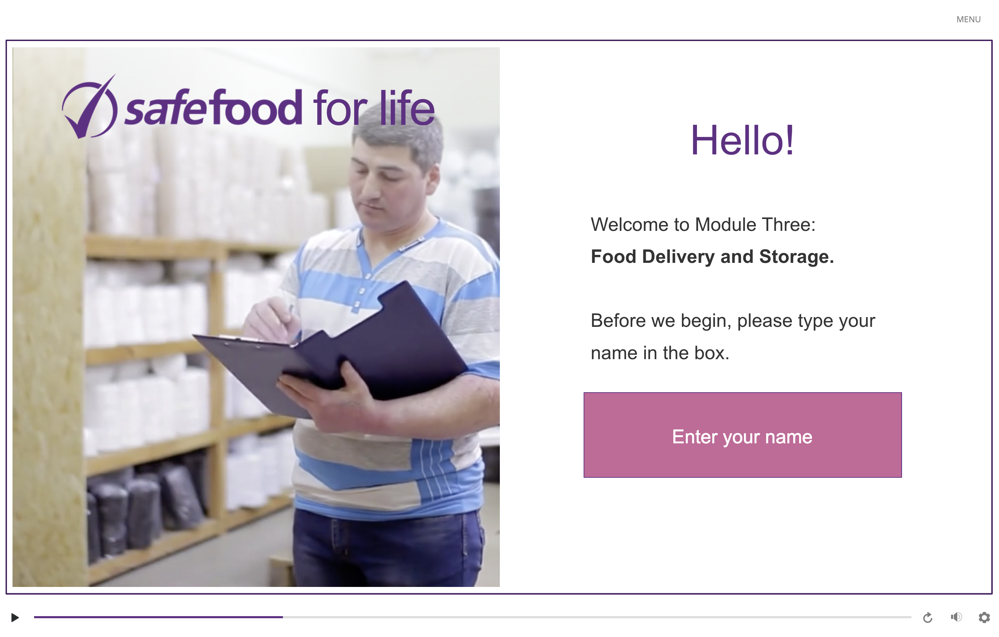 MENU
safefood for life
Hello!
Welcome to Module Three:
Food Delivery and Storage.
Before we begin, please type your
name in the box.
Enter your name